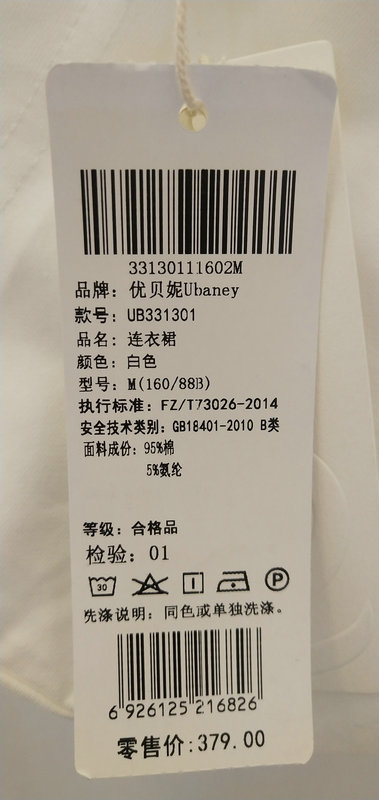 33130111602M
品牌：优贝妮Ubaney
款号：UB331301
品名：连衣裙
颜色：白色
型号：M(160/88B)
执行标准：FZ/T73026-2014
安全技术类别：GB18401-2010 B类
面料成份：95%棉
5%氨纶
等级：合格品
检验：01
30 P
洗涤说明：同色或单独洗涤。
6 926125 216826
零售价:379.00